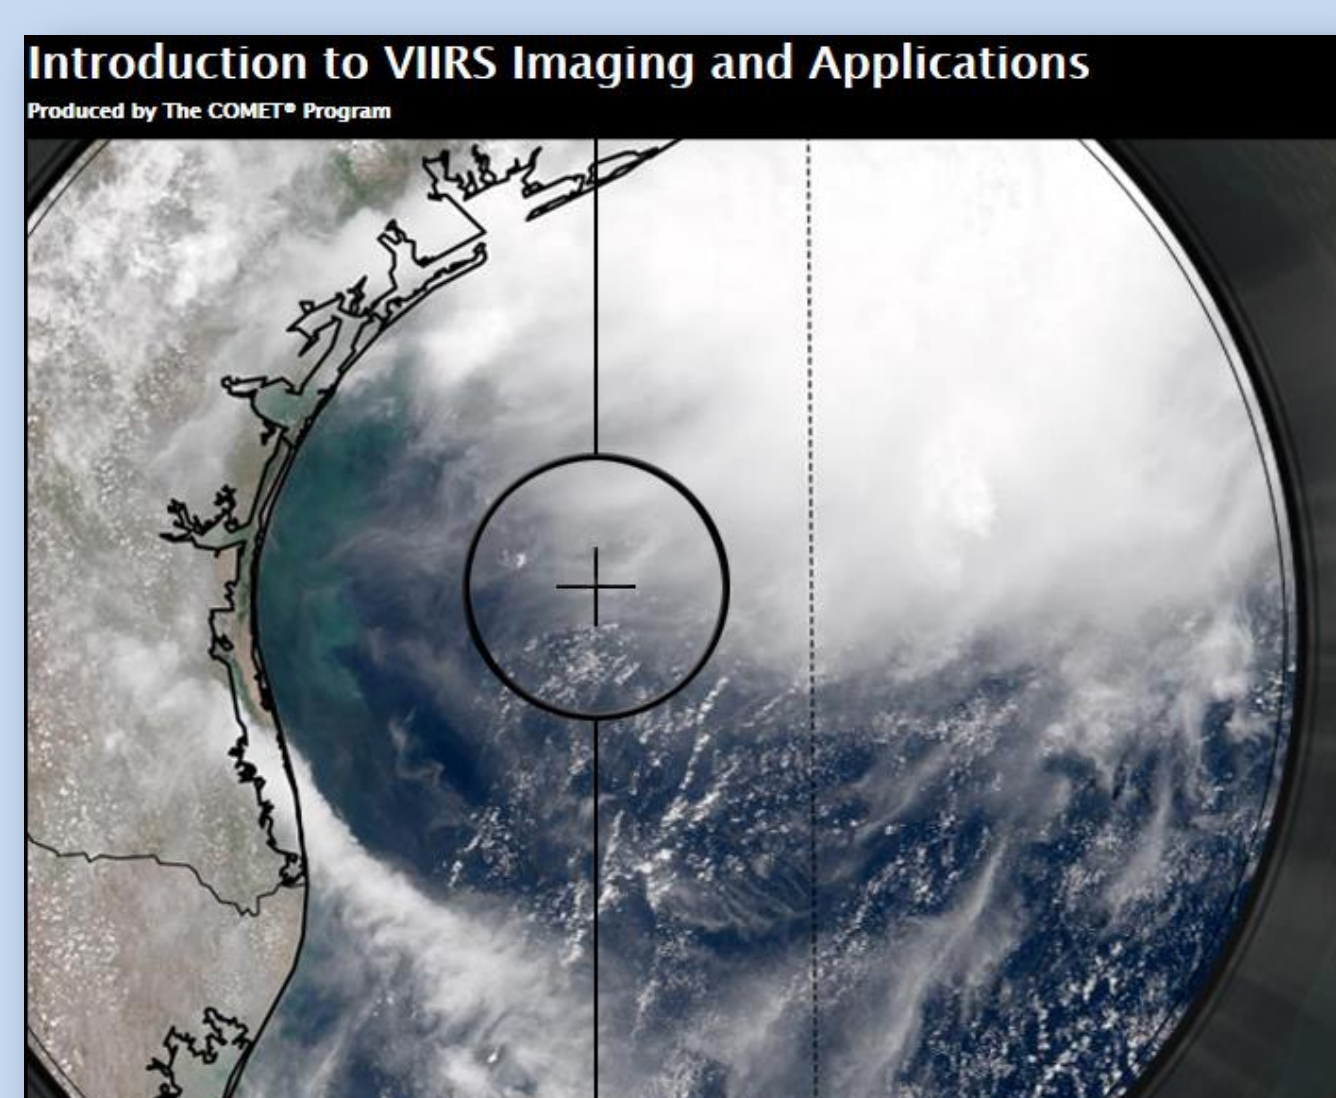 Introduction to VIIRS Imaging and Applications
Produced by The COMET® Program